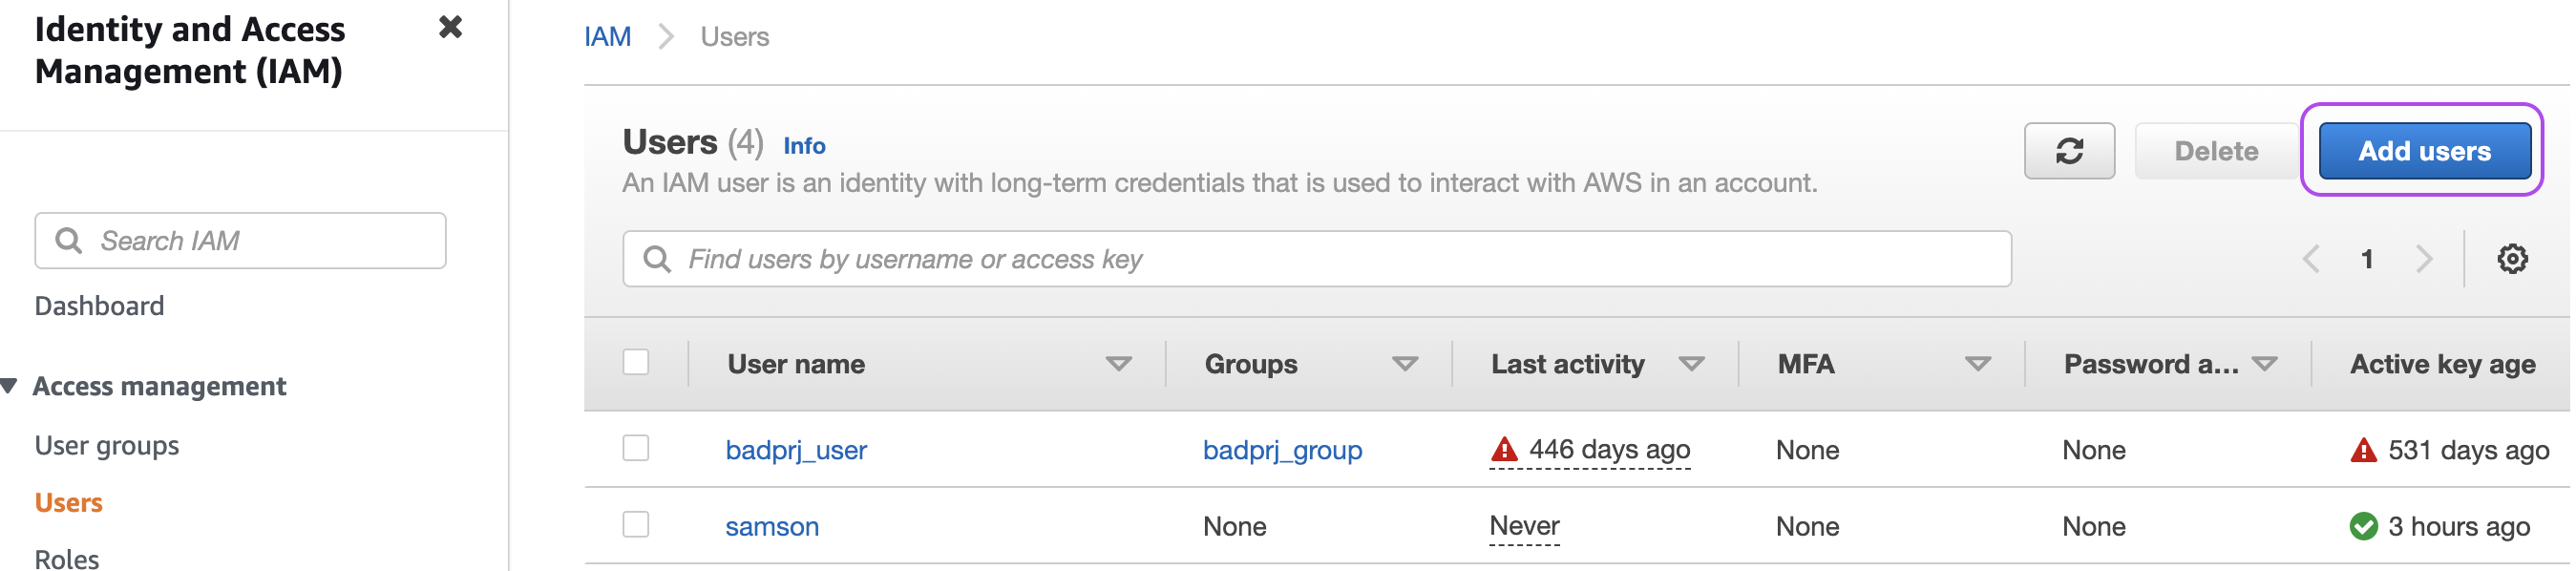 Identity and Access
Management (IAM)
Search IAM
Dashboard
Access management
User groups
Users
Roles
IAM > Users
Users (4) Info
Delete
Add users
An IAM user is an identity with long-term credentials that is used to interact with AWS in an account.
Find users by username or access key
1
User name Groups Last activity MFA Password a... Active key age
badprj_user badprj_group 446 days ago None None 531 days ago
samson None Never None None 3 hours ago